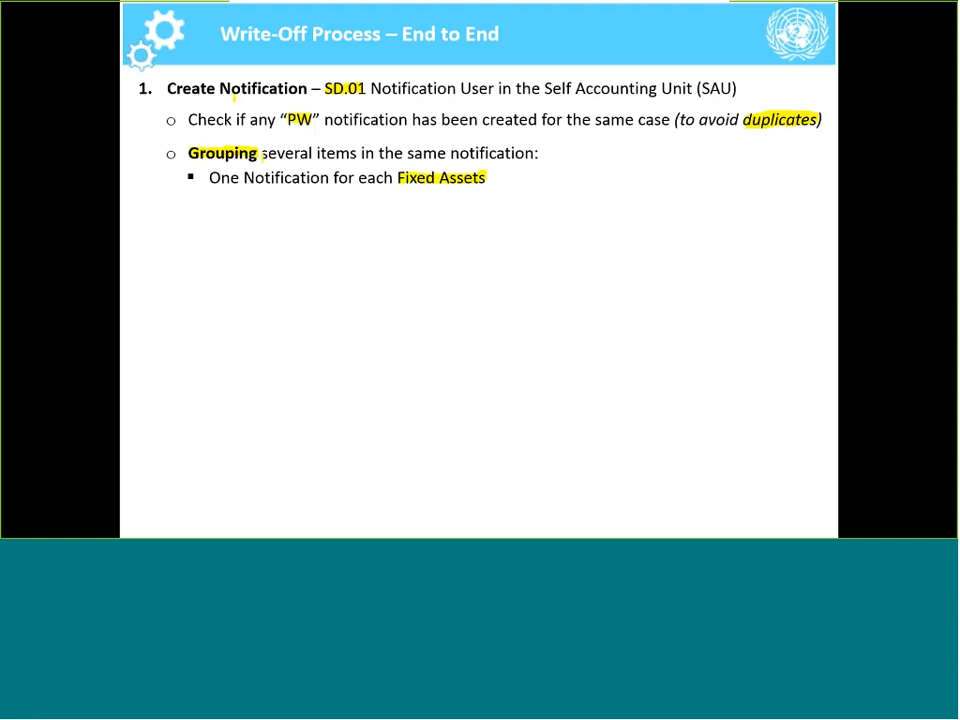 Write-Off Process – End to End
1. Create Notification – SD.01 Notification User in the Self Accounting Unit (SAU)
o Check if any “PW” notification has been created for the same case (to avoid duplicates)
o Grouping several items in the same notification:
▪ One Notification for each Fixed Assets